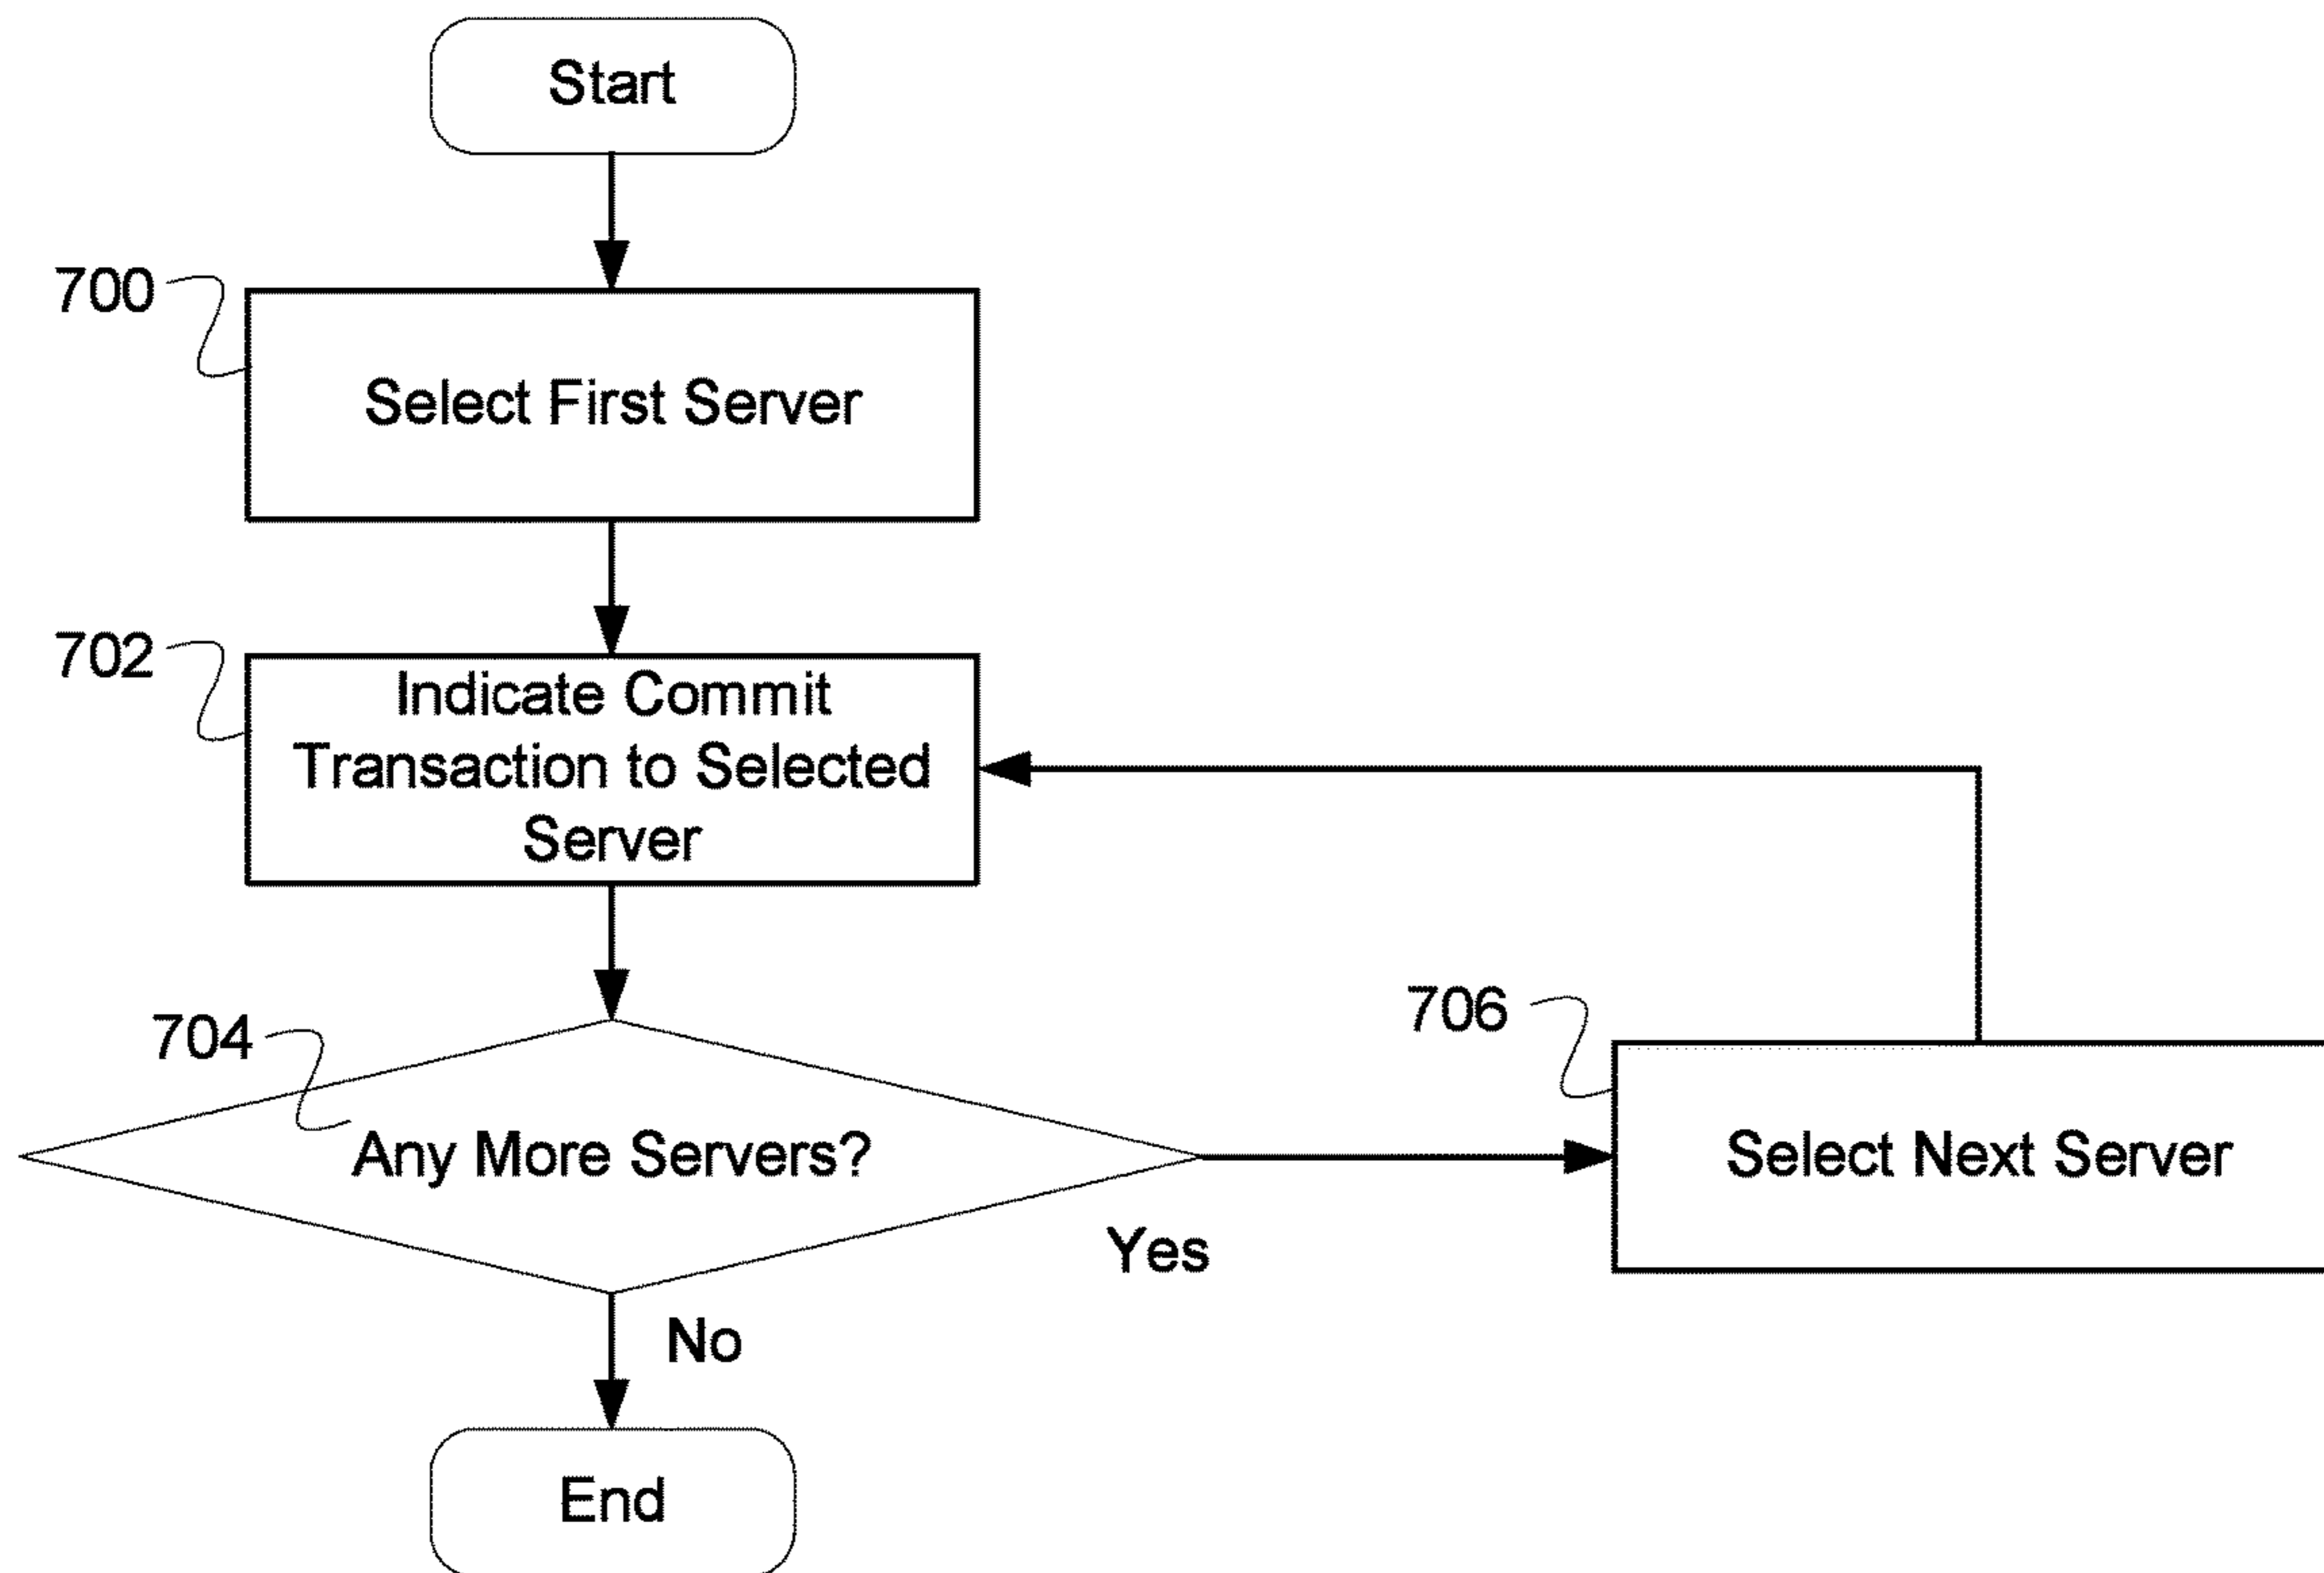 Start
700
Select First Server
702
Indicate Commit
Transaction to Selected
Server
704
Any More Servers?
706
Select Next Server
Yes
No
End